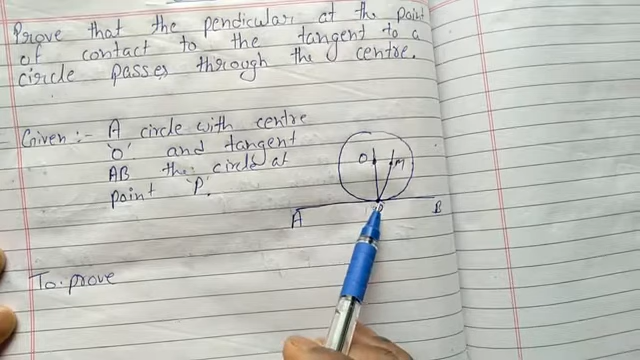 Prove that the pendicular at the point
of contact to the tangent to a
circle passes through the centre.
Given :- A circle with centre
'O' and tangent
AB the circle at
point 'P'.
O M
A P B
To prove